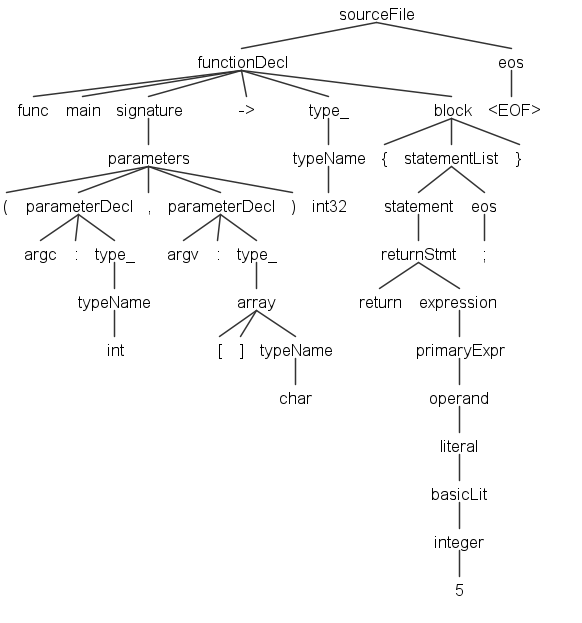 sourceFile
functionDecl eos
func main signature -> type_ block <EOF>
parameters typeName { statementList }
( parameterDecl , parameterDecl ) int32 statement eos
argc : type_ argv : type_ returnStmt ;
typeName array return expression
int [ ] typeName primaryExpr
char operand
literal
basicLit
integer
5